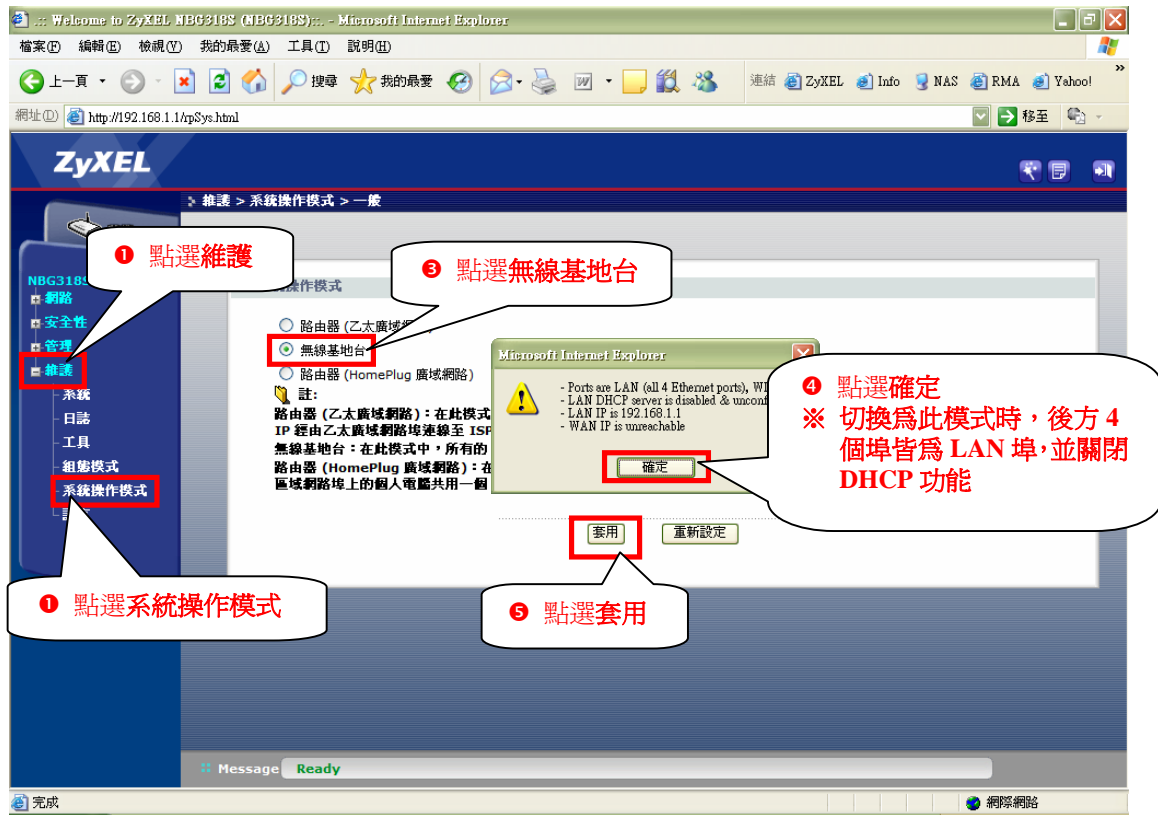 .:: Welcome to ZyXEL NBG318S (NBG318S)::. - Microsoft Internet Explorer
檔案(F) 編輯(E) 檢視(V) 我的最愛(A) 工具(T) 說明(H)
上一頁 搜尋 我的最愛 連結 ZyXEL Info NAS RMA Yahoo! »
網址(D) http://192.168.1.1/rpSys.html 移至
ZyXEL
維護 > 系統操作模式 > 一般
❶ 點選維護
❸ 點選無線基地台
NBG318S
網路
安全性
管理
維護
系統
日誌
工具
組態模式
系統操作模式
操作模式
路由器 (乙太廣域
無線基地台
路由器 (HomePlug 廣域網路)
註:
路由器 (乙太廣域網路)：在此模式
IP 經由乙太廣域網路埠連線至 ISP
無線基地台：在此模式中，所有的
路由器 (HomePlug 廣域網路)：在
區域網路埠上的個人電腦共用一個
Microsoft Internet Explorer
- Ports are LAN (all 4 Ethernet ports),
- LAN DHCP server is disabled &
- LAN IP is 192.168.1.1
- WAN IP is unreachable
確定
❹ 點選確定
※ 切換為此模式時，後方 4
個埠皆為 LAN 埠，並關閉
DHCP 功能
套用 重新設定
❶ 點選系統操作模式
❺ 點選套用
Message Ready
完成 網際網路